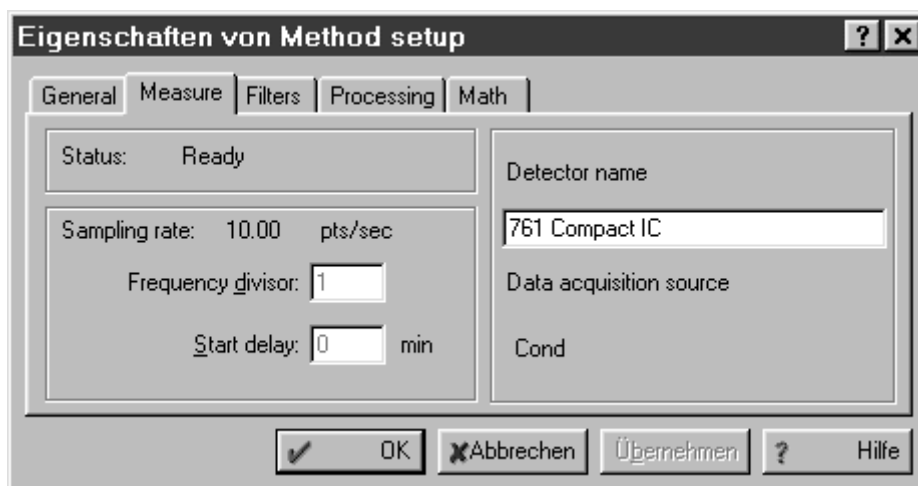 Eigenschaften von Method setup
General Measure Filters Processing Math
Status: Ready
Sampling rate: 10.00 pts/sec
Frequency divisor: 1
Start delay: 0 min
Detector name
761 Compact IC
Data acquisition source
Cond
OK Abbrechen Übernehmen ? Hilfe